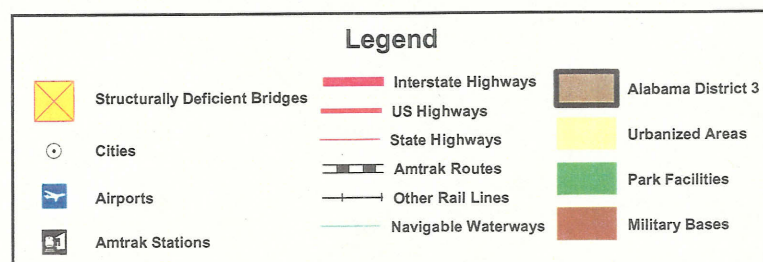 Legend
Structurally Deficient Bridges
Cities
Airports
Amtrak Stations
Interstate Highways
US Highways
State Highways
Amtrak Routes
Other Rail Lines
Navigable Waterways
Alabama District 3
Urbanized Areas
Park Facilities
Military Bases